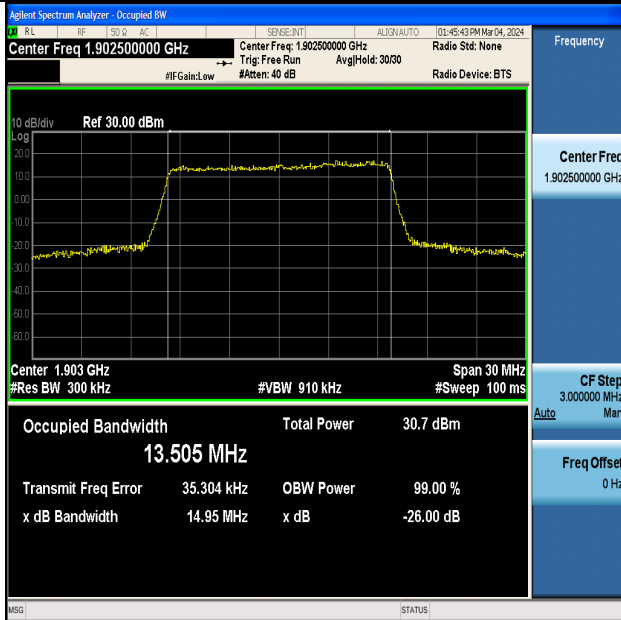 Agilent Spectrum Analyzer - Occupied BW
LXI RL RF 50 Ω AC SENSE:INT ALIGN AUTO 01:45:43 PM Mar 04, 2024
Center Freq 1.902500000 GHz
Center Freq: 1.902500000 GHz
Radio Std: None
Trig: Free Run Avg|Hold: 30/30
#IFGain:Low
#Atten: 40 dB
Radio Device: BTS
10 dB/div Ref 30.00 dBm
Log
20.0
10.0
0.00
-10.0
-20.0
-30.0
-40.0
-50.0
-60.0
Center 1.903 GHz Span 30 MHz
#Res BW 300 kHz #VBW 910 kHz #Sweep 100 ms
Occupied Bandwidth Total Power 30.7 dBm
13.505 MHz
Transmit Freq Error 35.304 kHz OBW Power 99.00 %
x dB Bandwidth 14.95 MHz x dB -26.00 dB
MSG STATUS
Frequency
Center Freq
1.902500000 GHz
CF Step
3.000000 MHz
Auto Man
Freq Offset
0 Hz